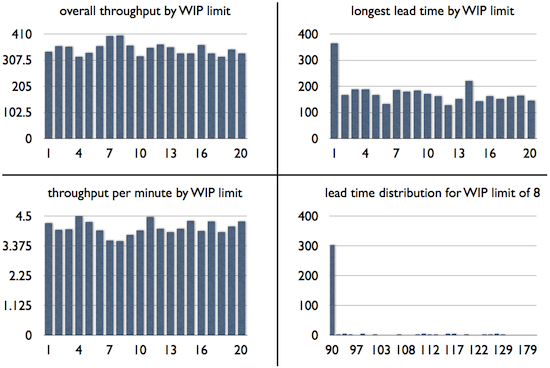 overall throughput by WIP limit
410
307.5
205
102.5
0
1 4 7 10 13 16 20
longest lead time by WIP limit
400
300
200
100
0
1 4 7 10 13 16 20
throughput per minute by WIP limit
4.5
3.375
2.25
1.125
0
1 4 7 10 13 16 20
lead time distribution for WIP limit of 8
400
300
200
100
0
90 97 103 108 112 117 122 129 179